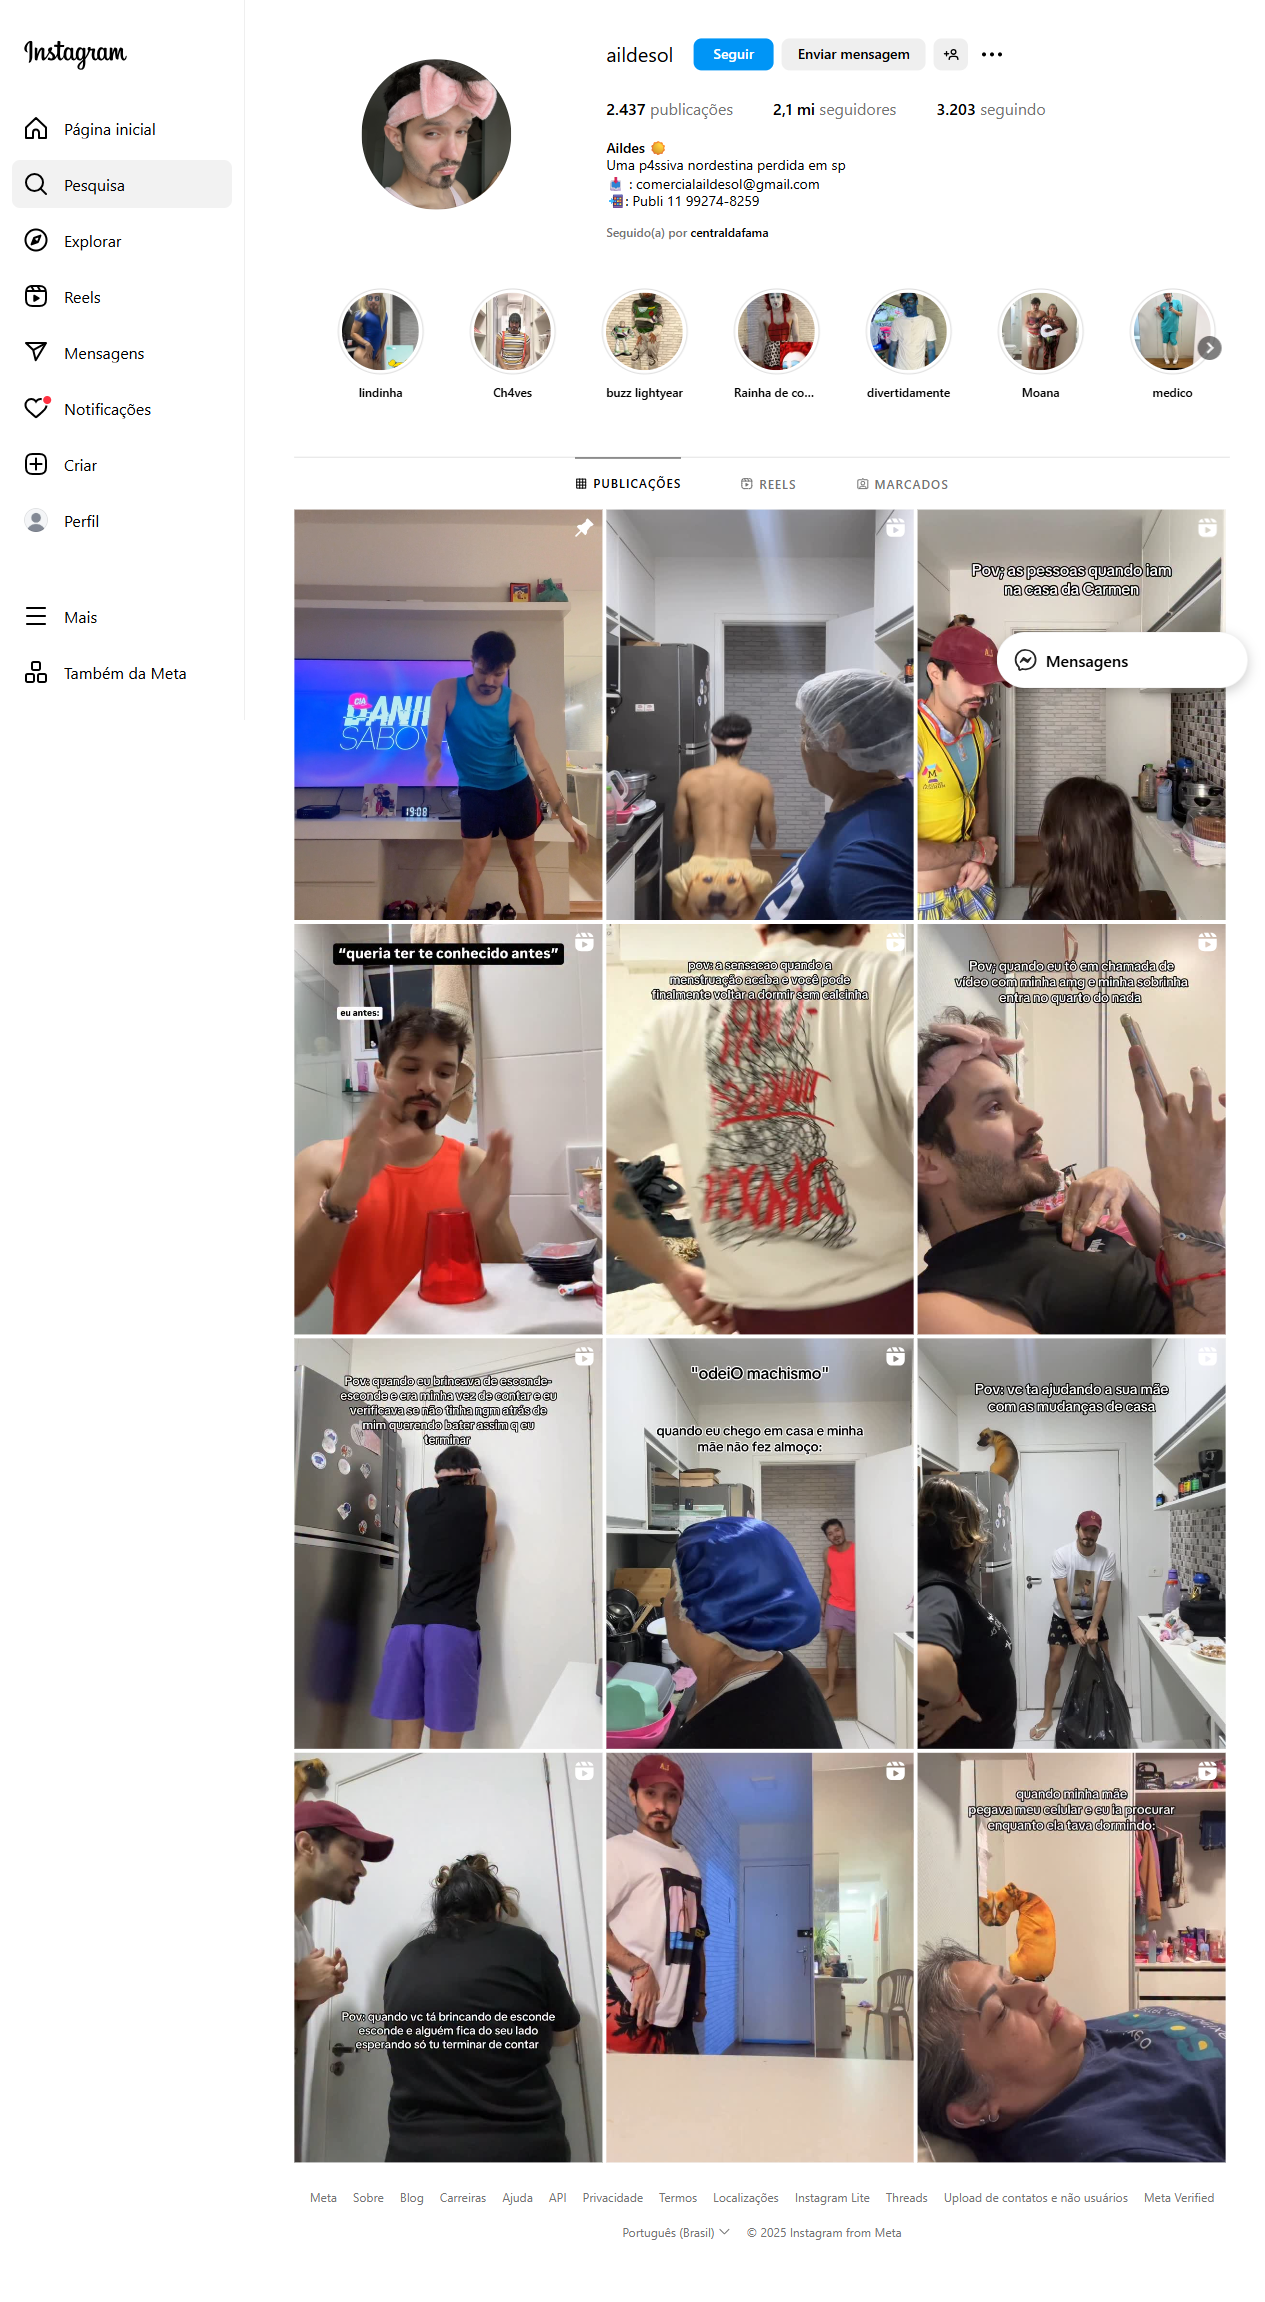 Instagram
Página inicial
Pesquisa
Explorar
Reels
Mensagens
Notificações
Criar
Perfil
Mais
Também da Meta
aildesol
Seguir
Enviar mensagem
2.437 publicações
2,1 mi seguidores
3.203 seguindo
Aildes
Uma p4ssiva nordestina perdida em sp
: comercialaildesol@gmail.com
: Publi 11 99274-8259
Seguido(a) por centraldafama
lindinha
Ch4ves
buzz lightyear
Rainha de co...
divertidamente
Moana
medico
PUBLICAÇÕES
REELS
MARCADOS
CIA
DANI
SABOY
19:08
Pov; as pessoas quando iam
na casa da Carmen
Mensagens
"queria ter te conhecido antes"
eu antes:
pov: a sensacao quando a
menstruação acaba e você pode
finalmente voltar a dormir sem calcinha
Pov; quando eu tô em chamada de
vídeo com minha amg e minha sobrinha
entra no quarto do nada
Pov: quando eu brincava de esconde-
esconde e era minha vez de contar e eu
verificava se não tinha ngm atrás de
mim querendo bater assim q eu
terminar
"odeiO machismo"
quando eu chego em casa e minha
mãe não fez almoço:
Pov: vc ta ajudando a sua mãe
com as mudanças de casa
Pov: quando vc tá brincando de esconde
esconde e alguém fica do seu lado
esperando só tu terminar de contar
quando minha mãe
pegava meu celular e eu ia procurar
enquanto ela tava dormindo:
Meta Sobre Blog Carreiras Ajuda API Privacidade Termos Localizações Instagram Lite Threads Upload de contatos e não usuários Meta Verified
Português (Brasil) © 2025 Instagram from Meta